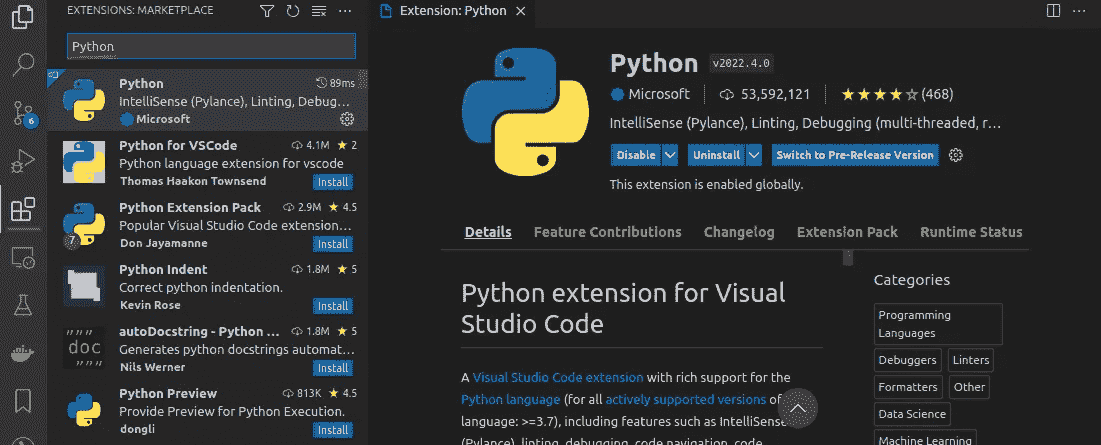 EXTENSIONS: MARKETPLACE
Python
Python 89ms
IntelliSense (Pylance), Linting, Debug...
Microsoft
Python for VSCode 4.1M 2
Python language extension for vscode
Thomas Haakon Townsend Install
Python Extension Pack 2.9M 4.5
Popular Visual Studio Code extension...
Don Jayamanne Install
7
Python Indent 1.8M 5
Correct python indentation.
Kevin Rose Install
autoDocstring - Python ... 1.8M 5
Generates python docstrings automat...
Nils Werner Install
""" doc """
Python Preview 813K 4.5
Provide Preview for Python Execution.
dongli Install
6
Extension: Python
Python v2022.4.0
Microsoft 53,592,121 (468)
IntelliSense (Pylance), Linting, Debugging (multi-threaded, r...
Disable Uninstall Switch to Pre-Release Version
This extension is enabled globally.
Details Feature Contributions Changelog Extension Pack Runtime Status
Python extension for Visual
Studio Code
A Visual Studio Code extension with rich support for the
Python language (for all actively supported versions of
language: >=3.7), including features such as IntelliSense
(Pylance), linting, debugging, code navigation, code
Categories
Programming
Languages
Debuggers Linters
Formatters Other
Data Science
Machine Learning